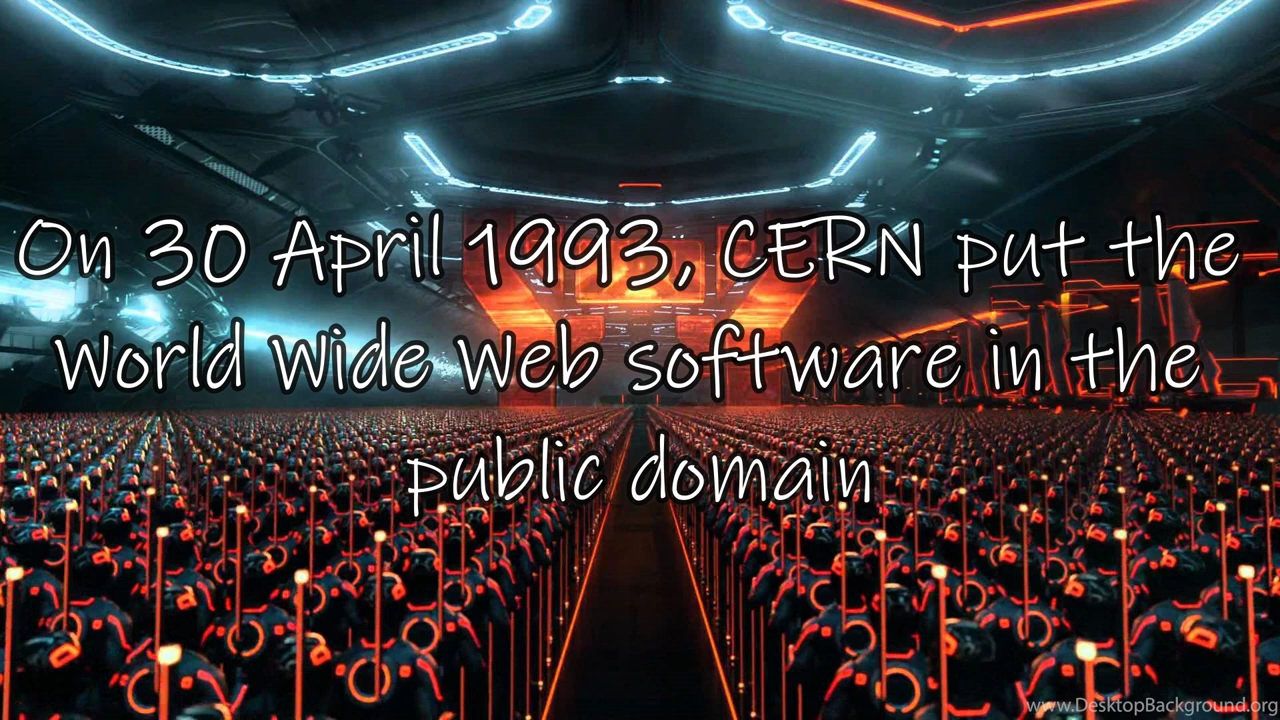 On 30 April 1993, CERN put the
World Wide Web software in the
public domain
www.DesktopBackground.org